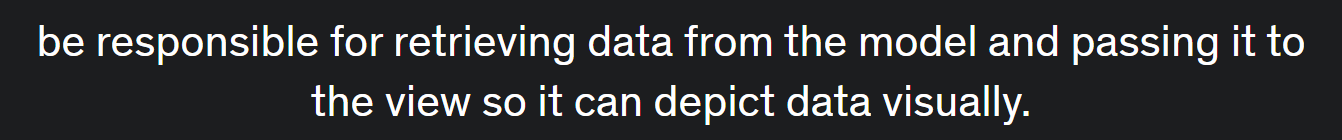 be responsible for retrieving data from the model and passing it to
the view so it can depict data visually.